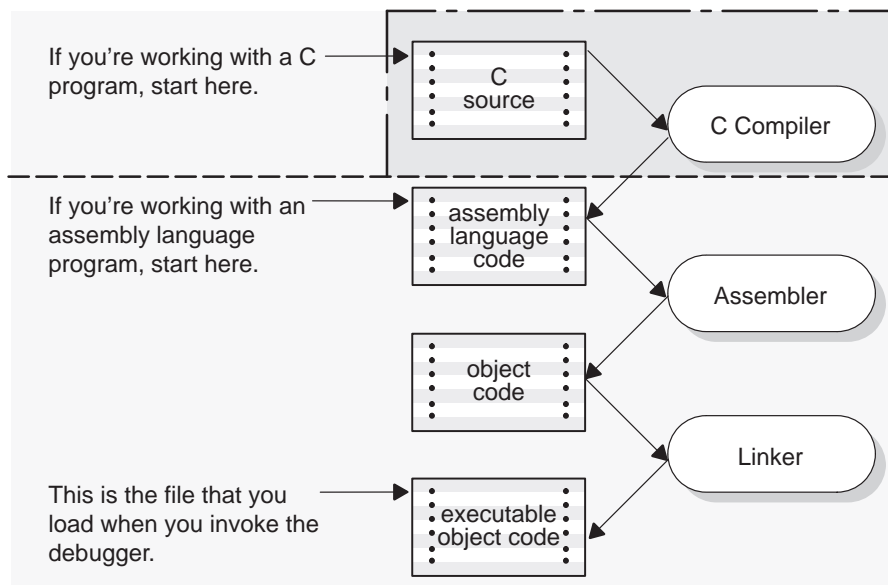 If you’re working with a C
program, start here.
C
source
C Compiler
If you’re working with an
assembly language
program, start here.
assembly
language
code
Assembler
object
code
Linker
This is the file that you
load when you invoke the
debugger.
executable
object code